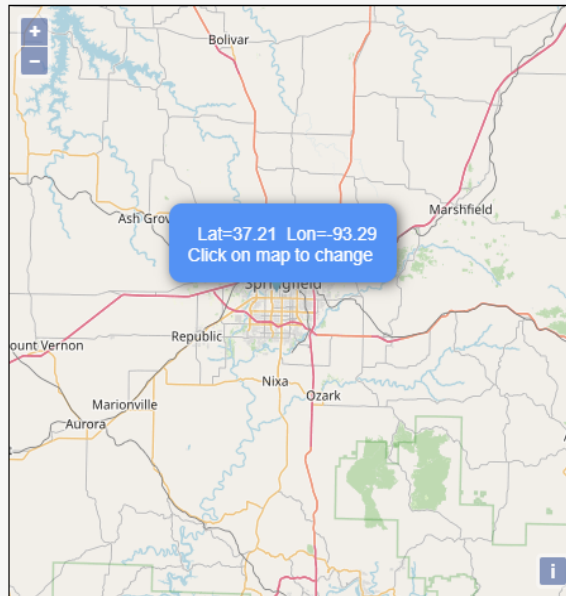 +
Bolivar
−
Marshfield
Ash Grov
Lat=37.21 Lon=-93.29
Click on map to change
Springfield
Republic
ount Vernon
Nixa
Ozark
Marionville
Aurora
i